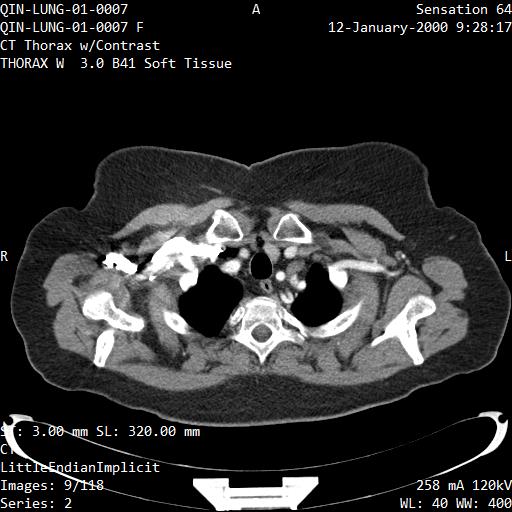 QIN-LUNG-01-0007
A
Sensation 64
QIN-LUNG-01-0007 F
12-January-2000 9:28:17
CT Thorax w/Contrast
THORAX W 3.0 B41 Soft Tissue
R
L
ST: 3.00 mm SL: 320.00 mm
CT
LittleEndianImplicit
Images: 9/118
258 mA 120kV
Series: 2
WL: 40 WW: 400